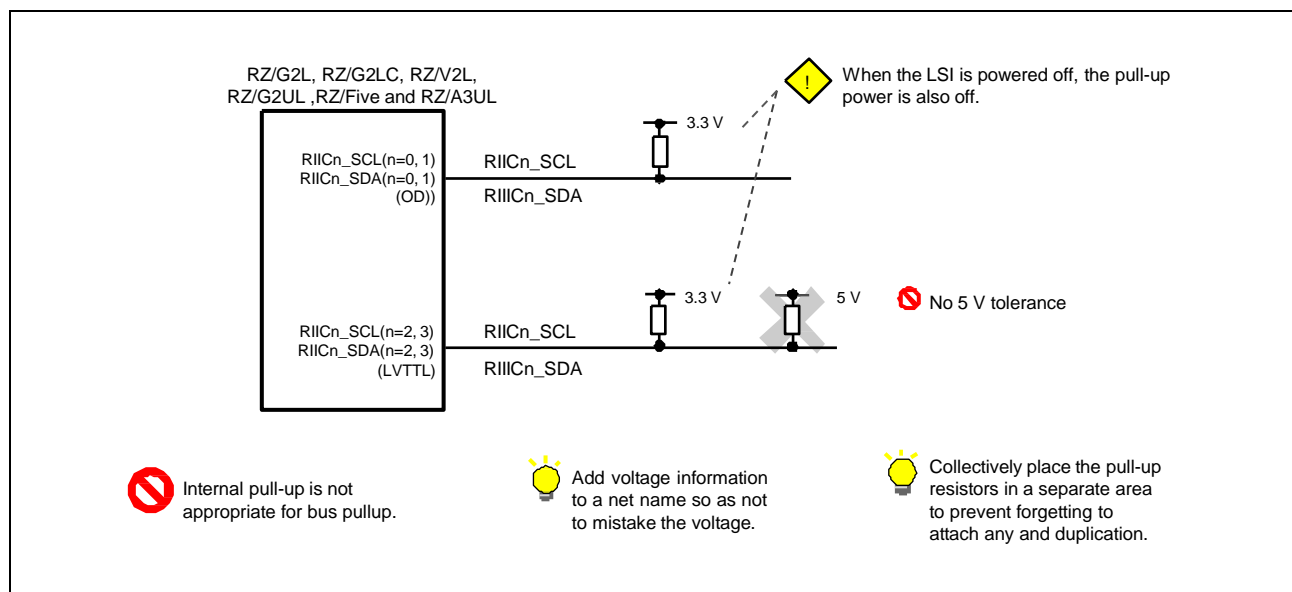 RZ/G2L, RZ/G2LC, RZ/V2L,
RZ/G2UL ,RZ/Five and RZ/A3UL
!
When the LSI is powered off, the pull-up
power is also off.
3.3 V
RIICn_SCL(n=0, 1)
RIICn_SDA(n=0, 1)
(OD))
RIICn_SCL
RIIICn_SDA
3.3 V
5 V
No 5 V tolerance
RIICn_SCL(n=2, 3)
RIICn_SDA(n=2, 3)
(LVTTL)
RIICn_SCL
RIIICn_SDA
Internal pull-up is not
appropriate for bus pullup.
Add voltage information
to a net name so as not
to mistake the voltage.
Collectively place the pull-up
resistors in a separate area
to prevent forgetting to
attach any and duplication.